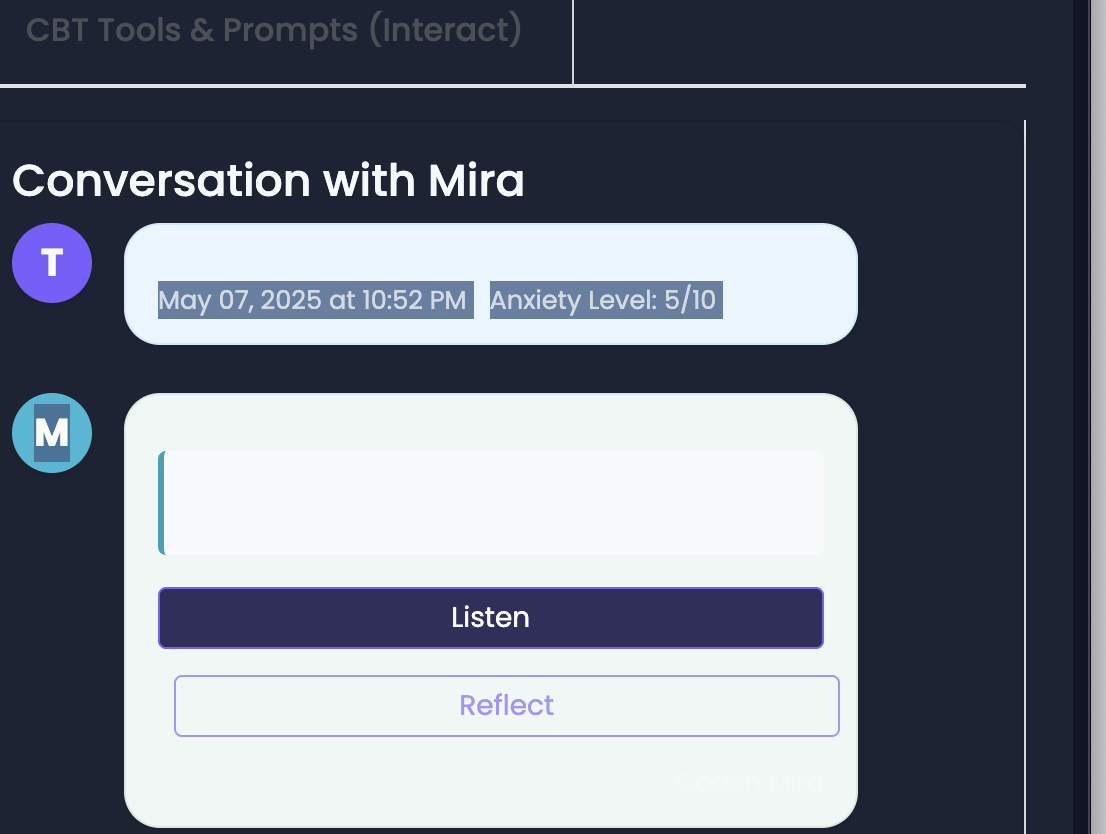 CBT Tools & Prompts (Interact)
Conversation with Mira
T
May 07, 2025 at 10:52 PM Anxiety Level: 5/10
M
Listen
Reflect
Coach Mira